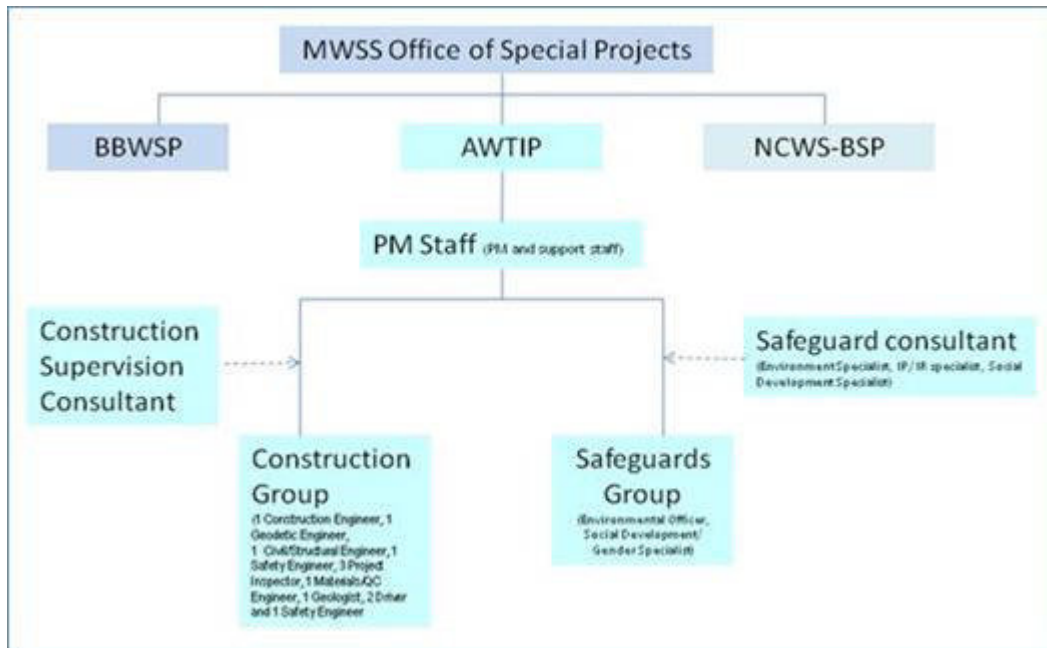 MWSS Office of Special Projects
BBWSP
AWTIP
NCWS-BSP
PM Staff (PM and support staff)
Construction
Supervision
Consultant
Safeguard consultant
(Environment Specialist, IP/IR specialist, Social
Development Specialist)
Construction
Group
(1 Construction Engineer, 1
Geodetic Engineer,
1 Civil/Structural Engineer, 1
Safety Engineer, 3 Project
Inspector, 1 Materials/QC
Engineer, 1 Geologist, 2 Driver
and 1 Safety Engineer
Safeguards
Group
(Environmental Officer,
Social Development/
Gender Specialist)